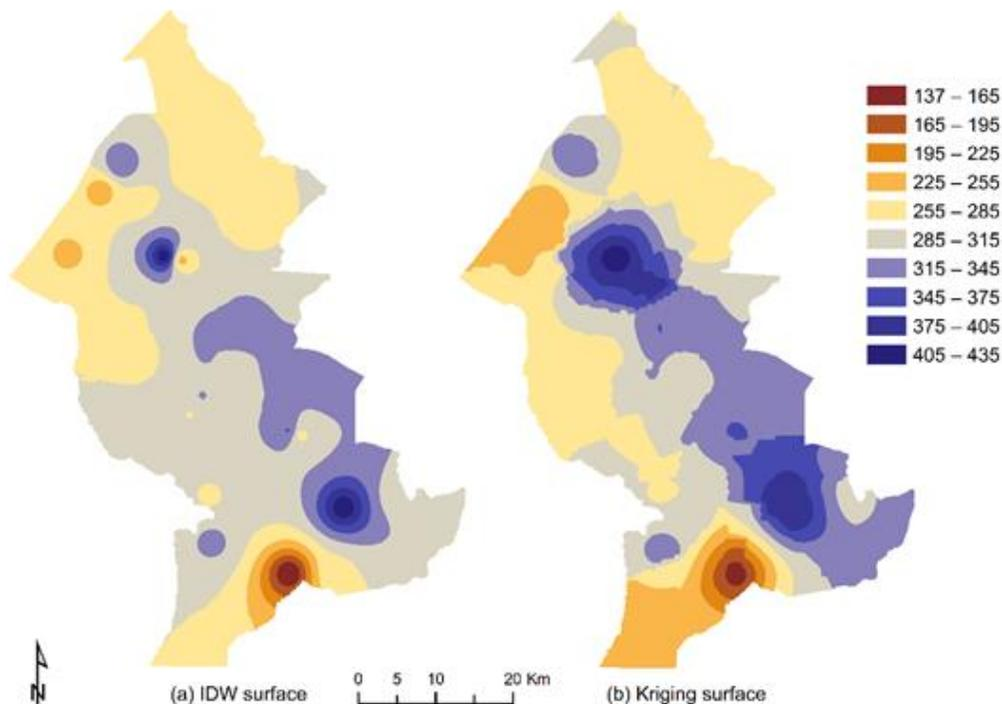 137 – 165
165 – 195
195 – 225
225 – 255
255 – 285
285 – 315
315 – 345
345 – 375
375 – 405
405 – 435
N
(a) IDW surface
0 5 10 20 Km
(b) Kriging surface